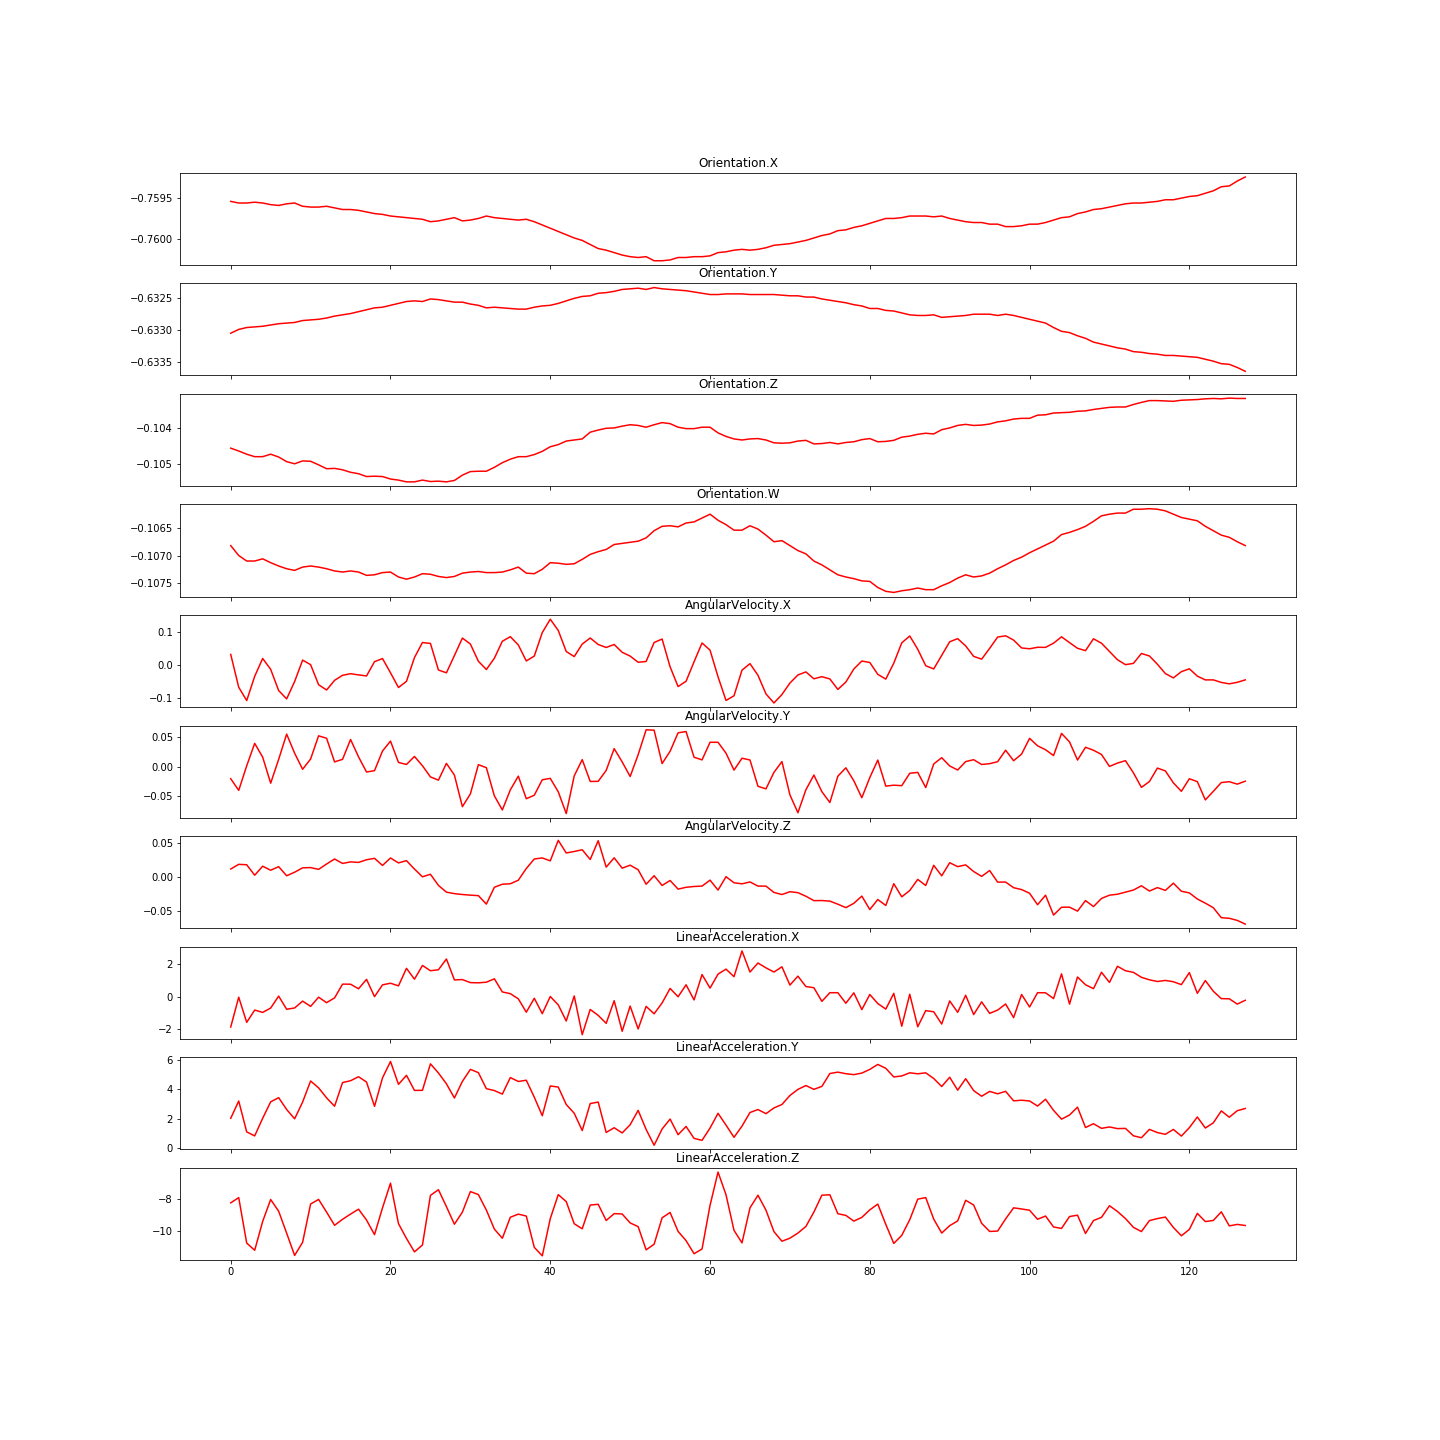 Orientation.X
−0.7595
−0.7600
Orientation.Y
−0.6325
−0.6330
−0.6335
Orientation.Z
−0.104
−0.105
Orientation.W
−0.1065
−0.1070
−0.1075
AngularVelocity.X
0.1
0.0
−0.1
AngularVelocity.Y
0.05
0.00
−0.05
AngularVelocity.Z
0.05
0.00
−0.05
LinearAcceleration.X
2
0
−2
LinearAcceleration.Y
6
4
2
0
LinearAcceleration.Z
−8
−10
0 20 40 60 80 100 120